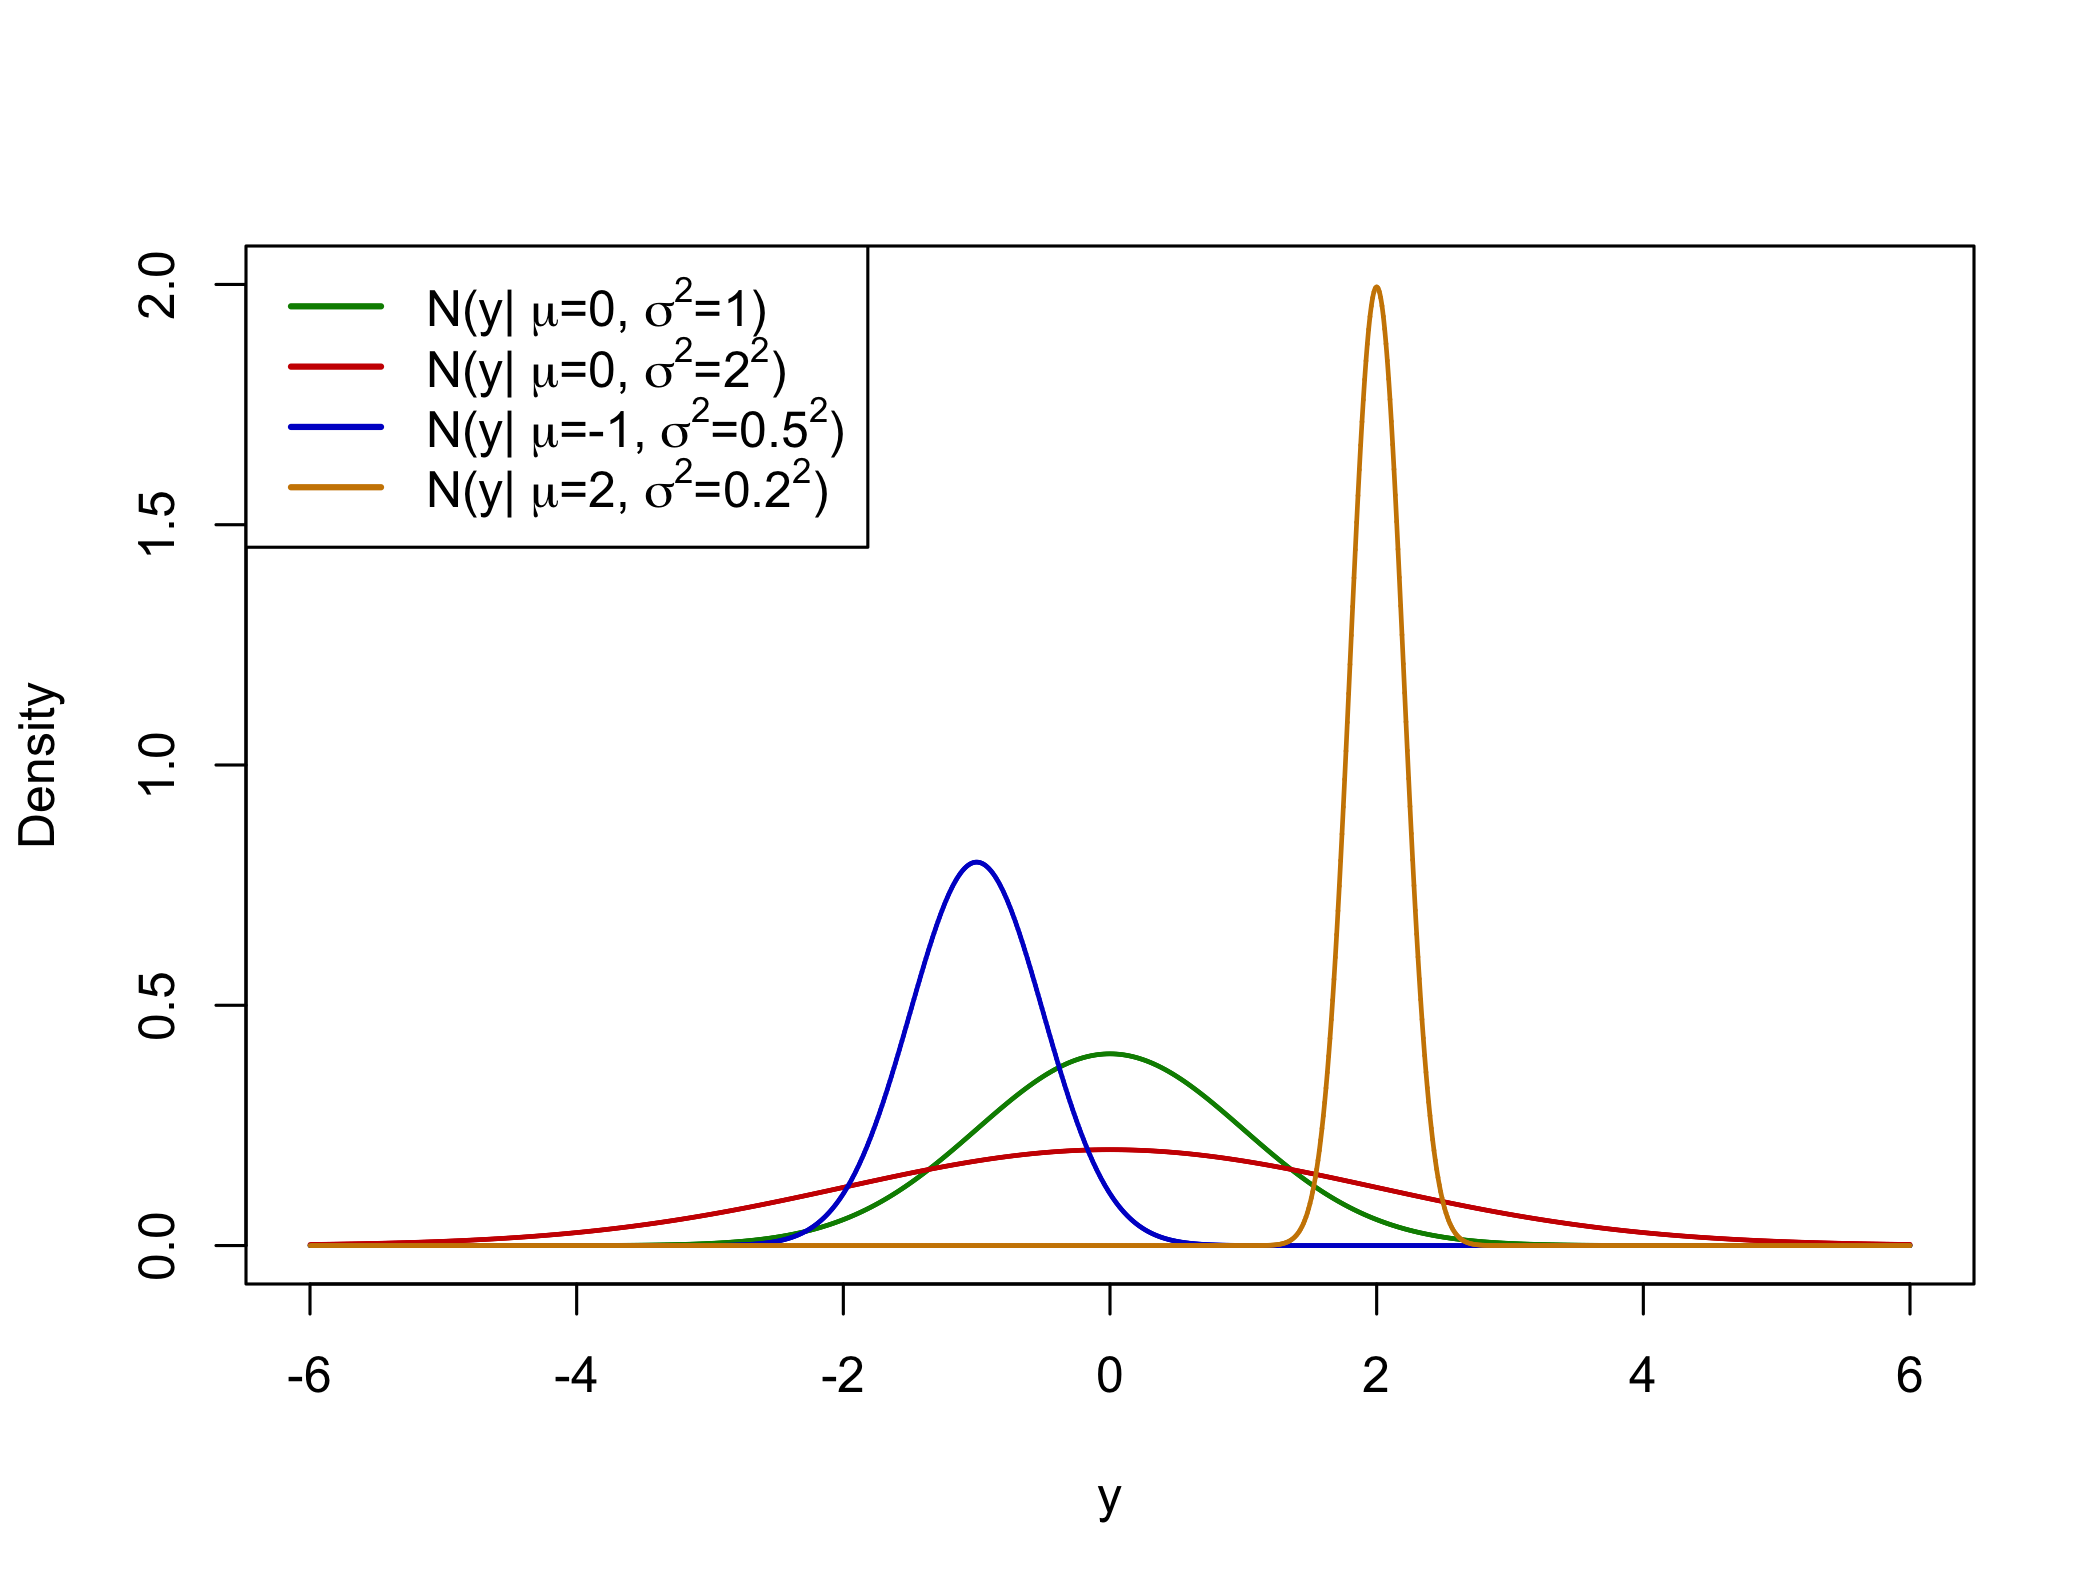 N(y| μ=0, σ²=1)
N(y| μ=0, σ²=2²)
N(y| μ=-1, σ²=0.5²)
N(y| μ=2, σ²=0.2²)
2.0
1.5
1.0
0.5
0.0
Density
-6 -4 -2 0 2 4 6
y